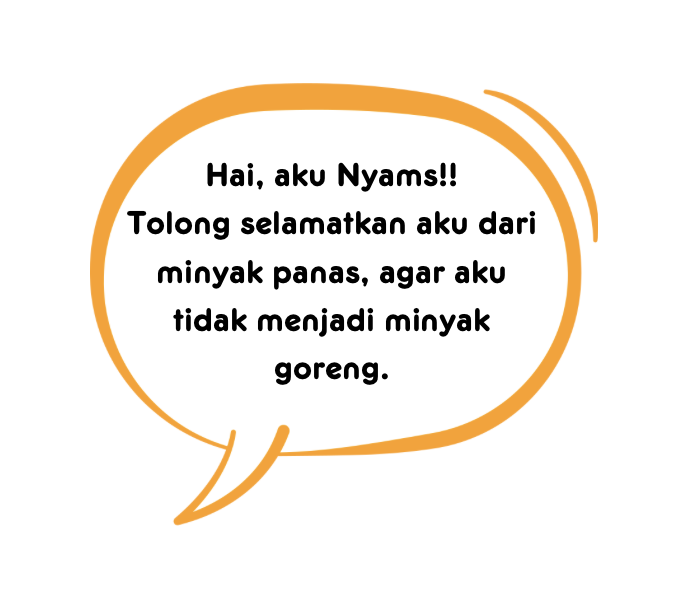 Hai, aku Nyams!!
Tolong selamatkan aku dari
minyak panas, agar aku
tidak menjadi minyak
goreng.